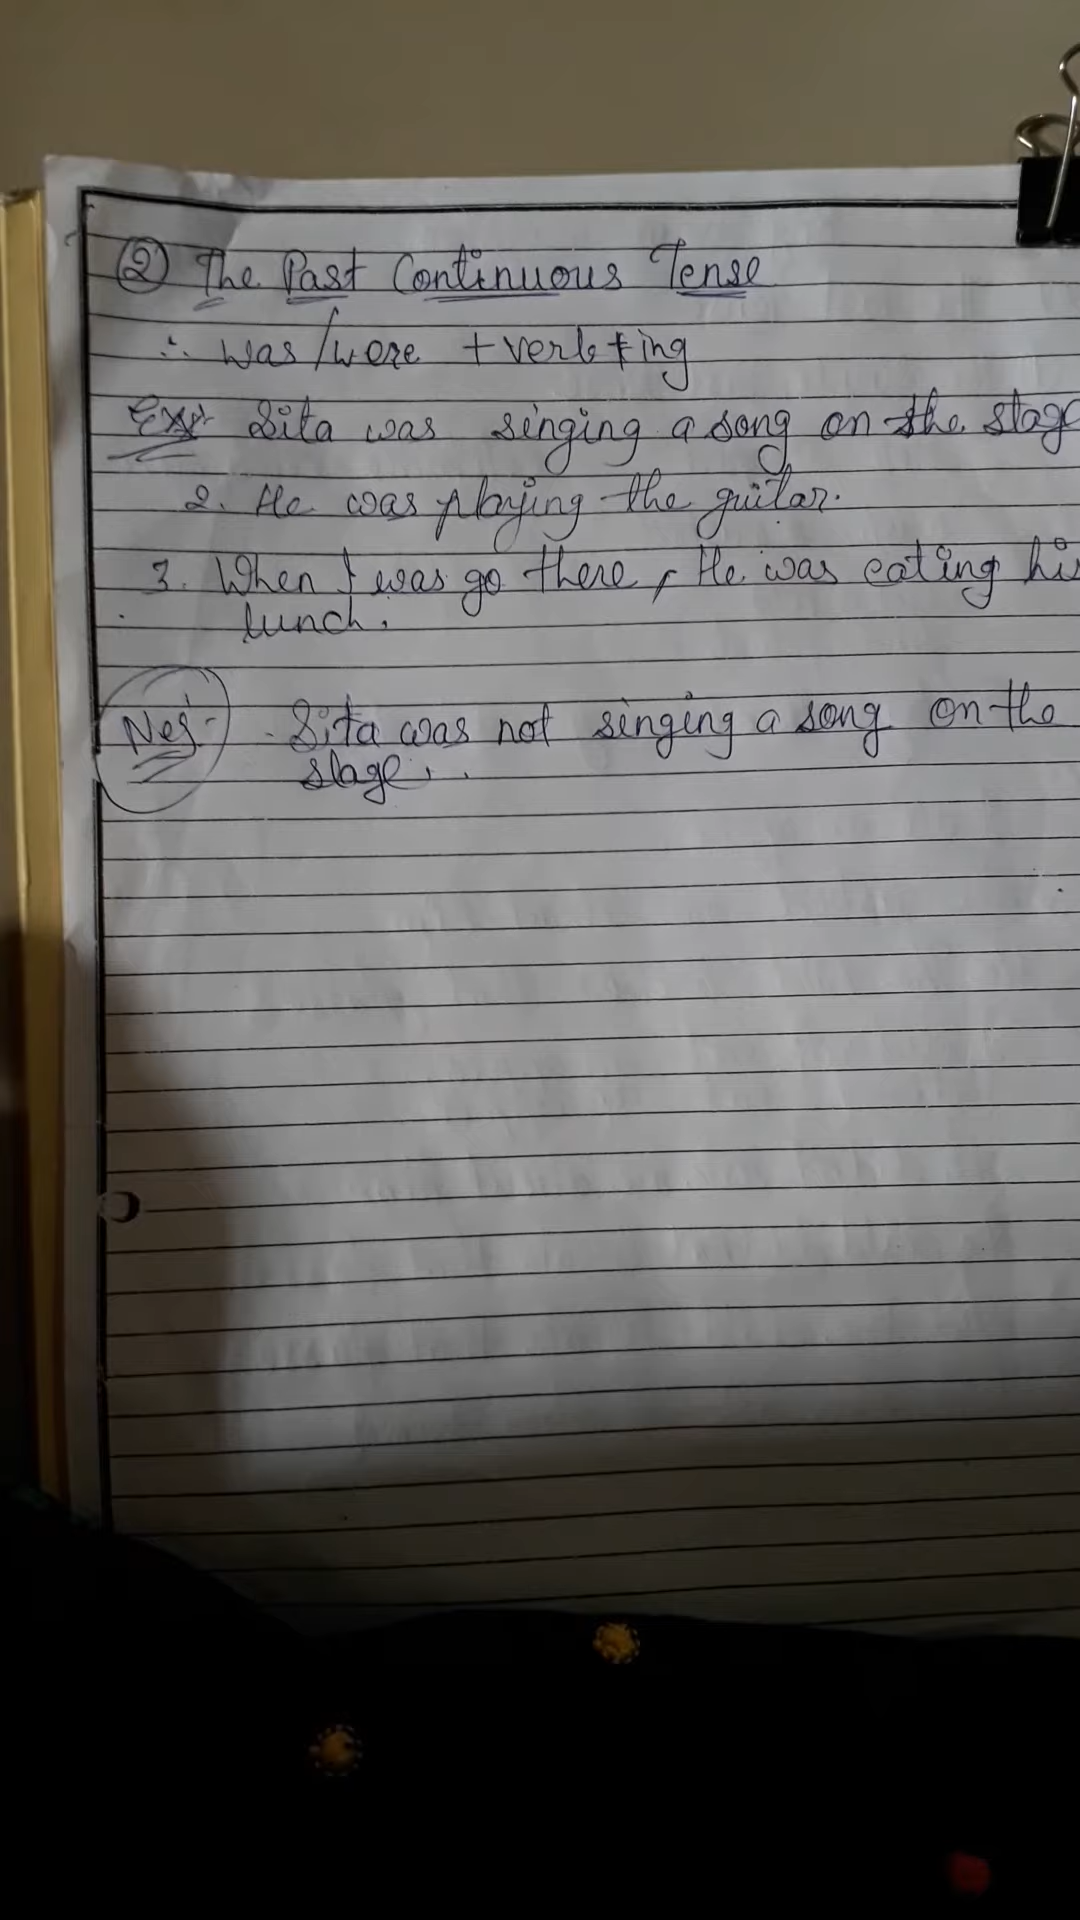 ② The Past Continuous Tense
∴ was/were + verb + ing
Ex:- Sita was singing a song on the stage
2. He was playing the guitar.
3. When I was go there, He was eating his
lunch.
Neg:- Sita was not singing a song on the
stage.